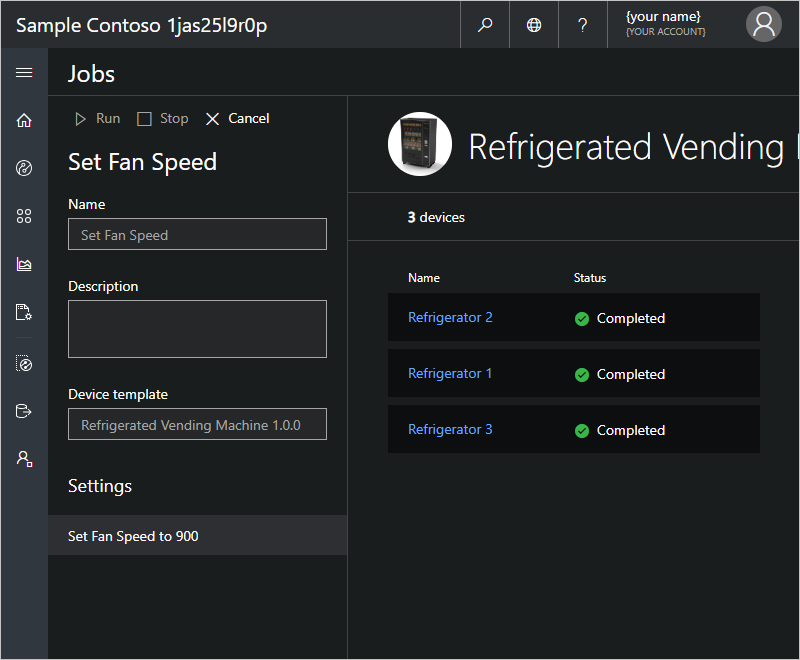 Sample Contoso 1jas25l9r0p
?
{your name}
{YOUR ACCOUNT}
Jobs
Run Stop Cancel
Set Fan Speed
Name
Set Fan Speed
Description
Device template
Refrigerated Vending Machine 1.0.0
Settings
Set Fan Speed to 900
Refrigerated Vending
3 devices
Name Status
Refrigerator 2 Completed
Refrigerator 1 Completed
Refrigerator 3 Completed